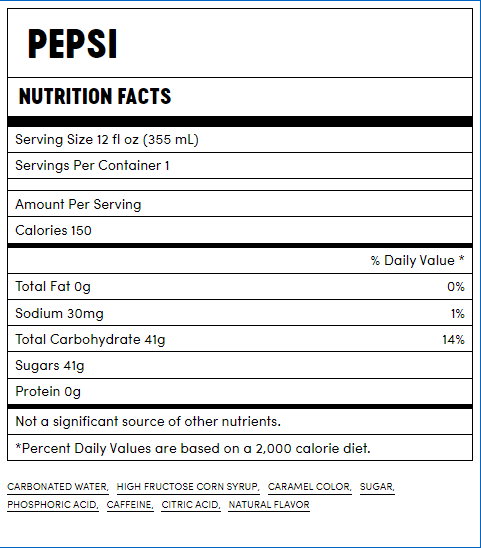 PEPSI
NUTRITION FACTS
Serving Size 12 fl oz (355 mL)
Servings Per Container 1
Amount Per Serving
Calories 150
% Daily Value *
Total Fat 0g 0%
Sodium 30mg 1%
Total Carbohydrate 41g 14%
Sugars 41g
Protein 0g
Not a significant source of other nutrients.
*Percent Daily Values are based on a 2,000 calorie diet.
CARBONATED WATER, HIGH FRUCTOSE CORN SYRUP, CARAMEL COLOR, SUGAR,
PHOSPHORIC ACID, CAFFEINE, CITRIC ACID, NATURAL FLAVOR